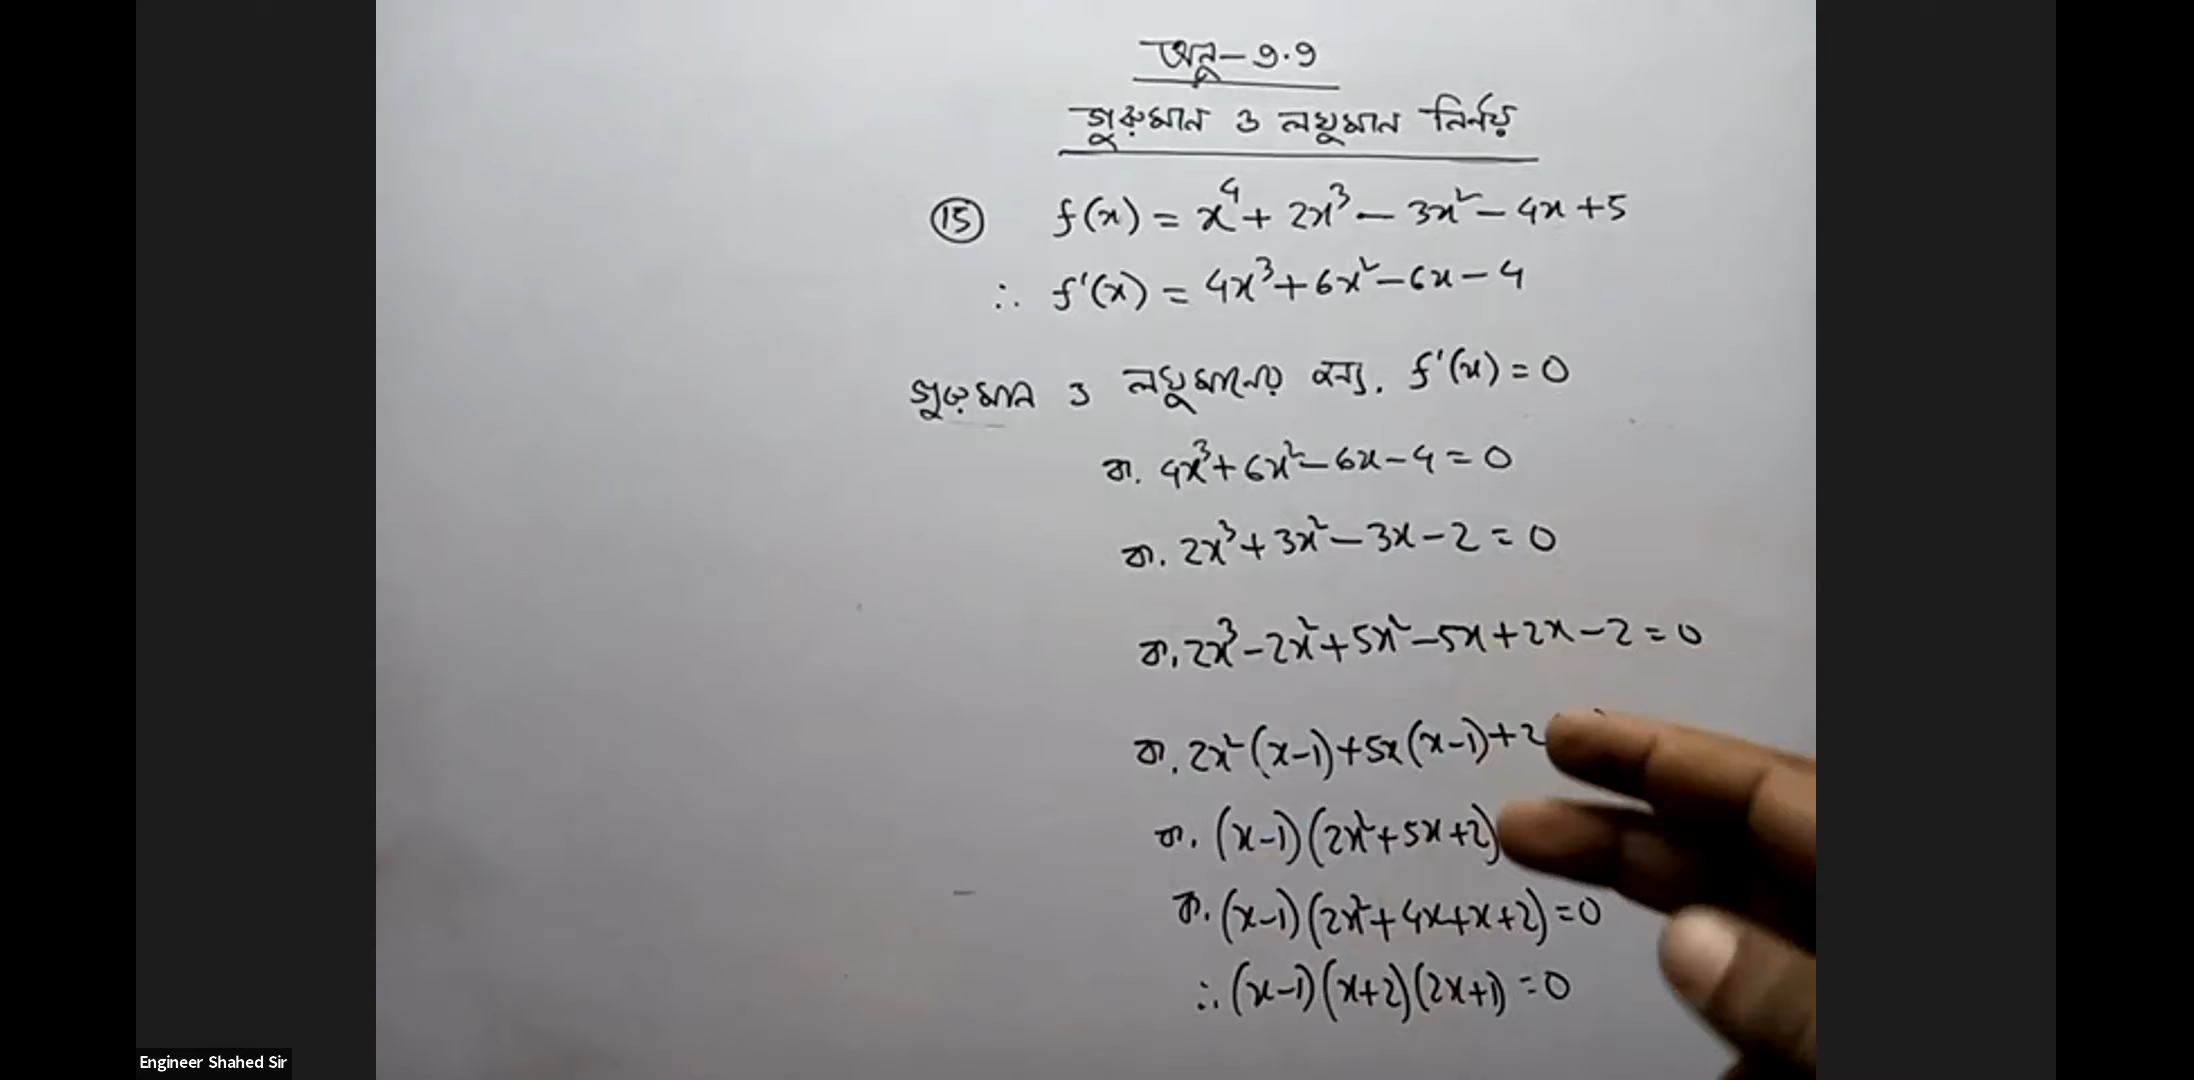 অনু-৯.৯
গুরুমান ও লঘুমান নির্নয়
15 f(x) = x⁴ + 2x³ - 3x² - 4x + 5
∴ f'(x) = 4x³ + 6x² - 6x - 4
গুরুমান ও লঘুমানের জন্য, f'(x) = 0
বা, 4x³ + 6x² - 6x - 4 = 0
বা, 2x³ + 3x² - 3x - 2 = 0
বা, 2x³ - 2x² + 5x² - 5x + 2x - 2 = 0
বা, 2x² (x-1) + 5x (x-1) + 2
বা, (x-1) (2x² + 5x + 2)
বা, (x-1) (2x² + 4x + x + 2) = 0
∴ (x-1) (x+2) (2x+1) = 0
Engineer Shahed Sir